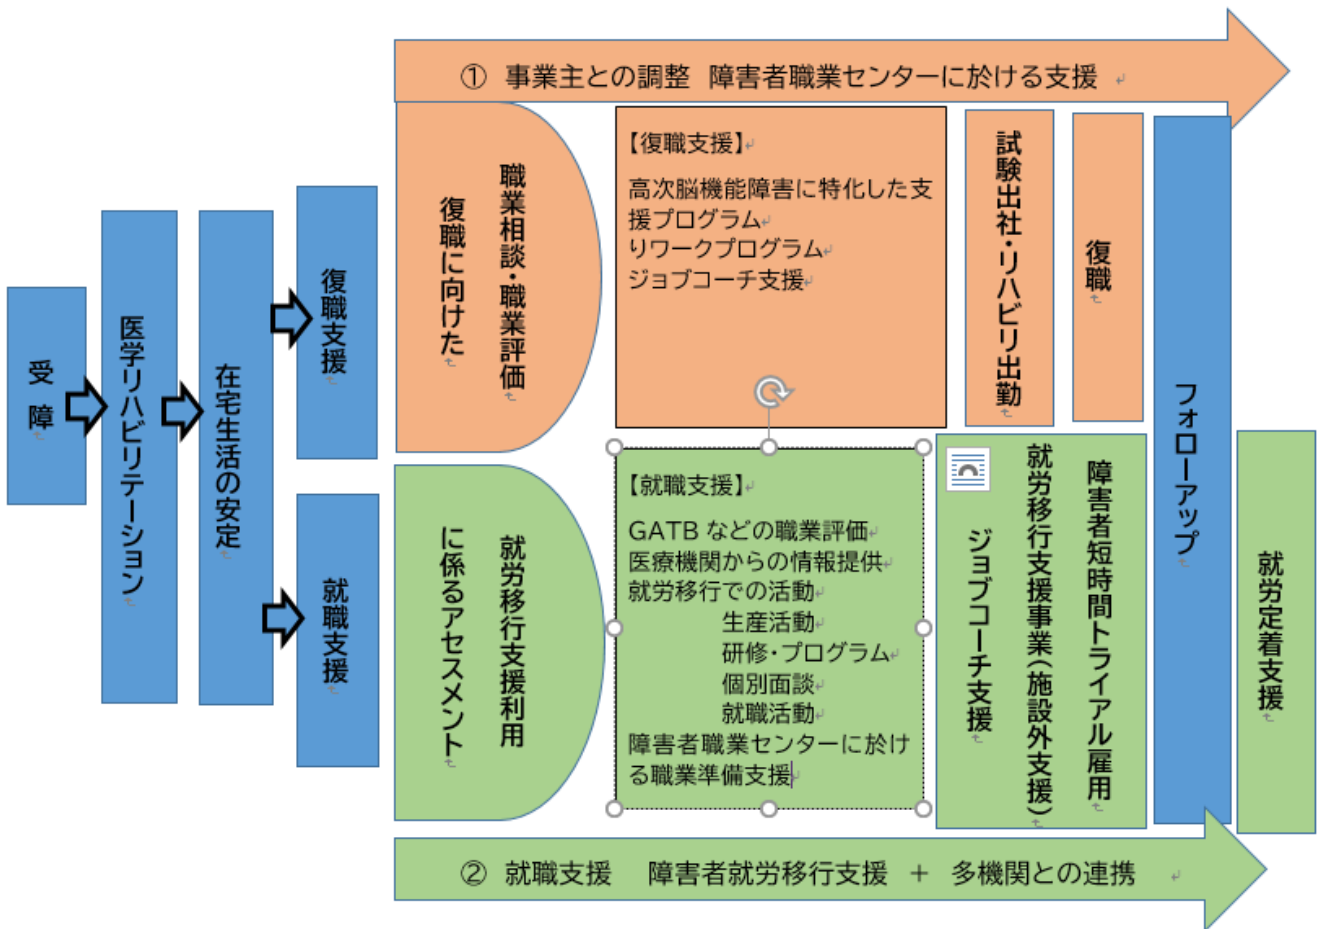 ① 事業主との調整 障害者職業センターに於ける支援
受 障
医学リハビリテーション
在宅生活の安定
復職支援
就職支援
職業相談・職業評価
復職に向けた
【復職支援】
高次脳機能障害に特化した支
援プログラム
りワークプログラム
ジョブコーチ支援
試験出社・リハビリ出勤
復職
フォローアップ
就労移行支援利用
に係るアセスメント
【就職支援】
GATB などの職業評価
医療機関からの情報提供
就労移行での活動
生産活動
研修・プログラム
個別面談
就職活動
障害者職業センターに於け
る職業準備支援
障害者短時間トライアル雇用
就労移行支援事業(施設外支援)
ジョブコーチ支援
就労定着支援
② 就職支援 障害者就労移行支援 + 多機関との連携